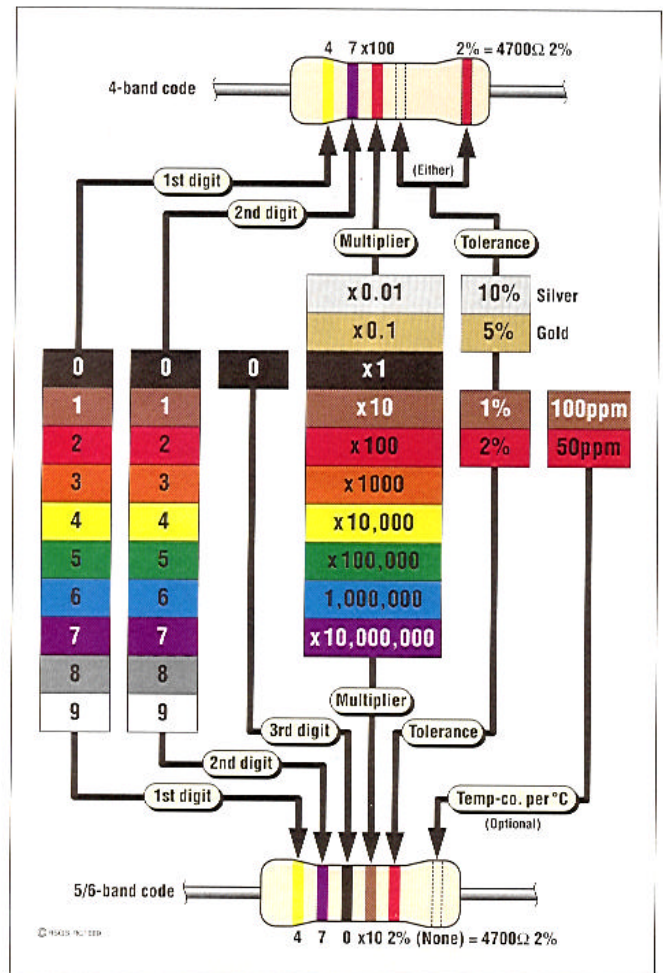 4 7 x100 2% = 4700Ω 2%
4-band code
(Either)
1st digit
2nd digit
Multiplier Tolerance
x0.01 10% Silver
x0.1 5% Gold
0 0 0 x1
1 1 x10 1% 100ppm
2 2 x100 2% 50ppm
3 3 x1000
4 4 x10,000
5 5 x100,000
6 6 1,000,000
7 7 x10,000,000
8 8
9 9
Multiplier
3rd digit Tolerance
2nd digit
1st digit Temp-co. per °C
(Optional)
5/6-band code
4 7 0 x10 2% (None) = 4700Ω 2%